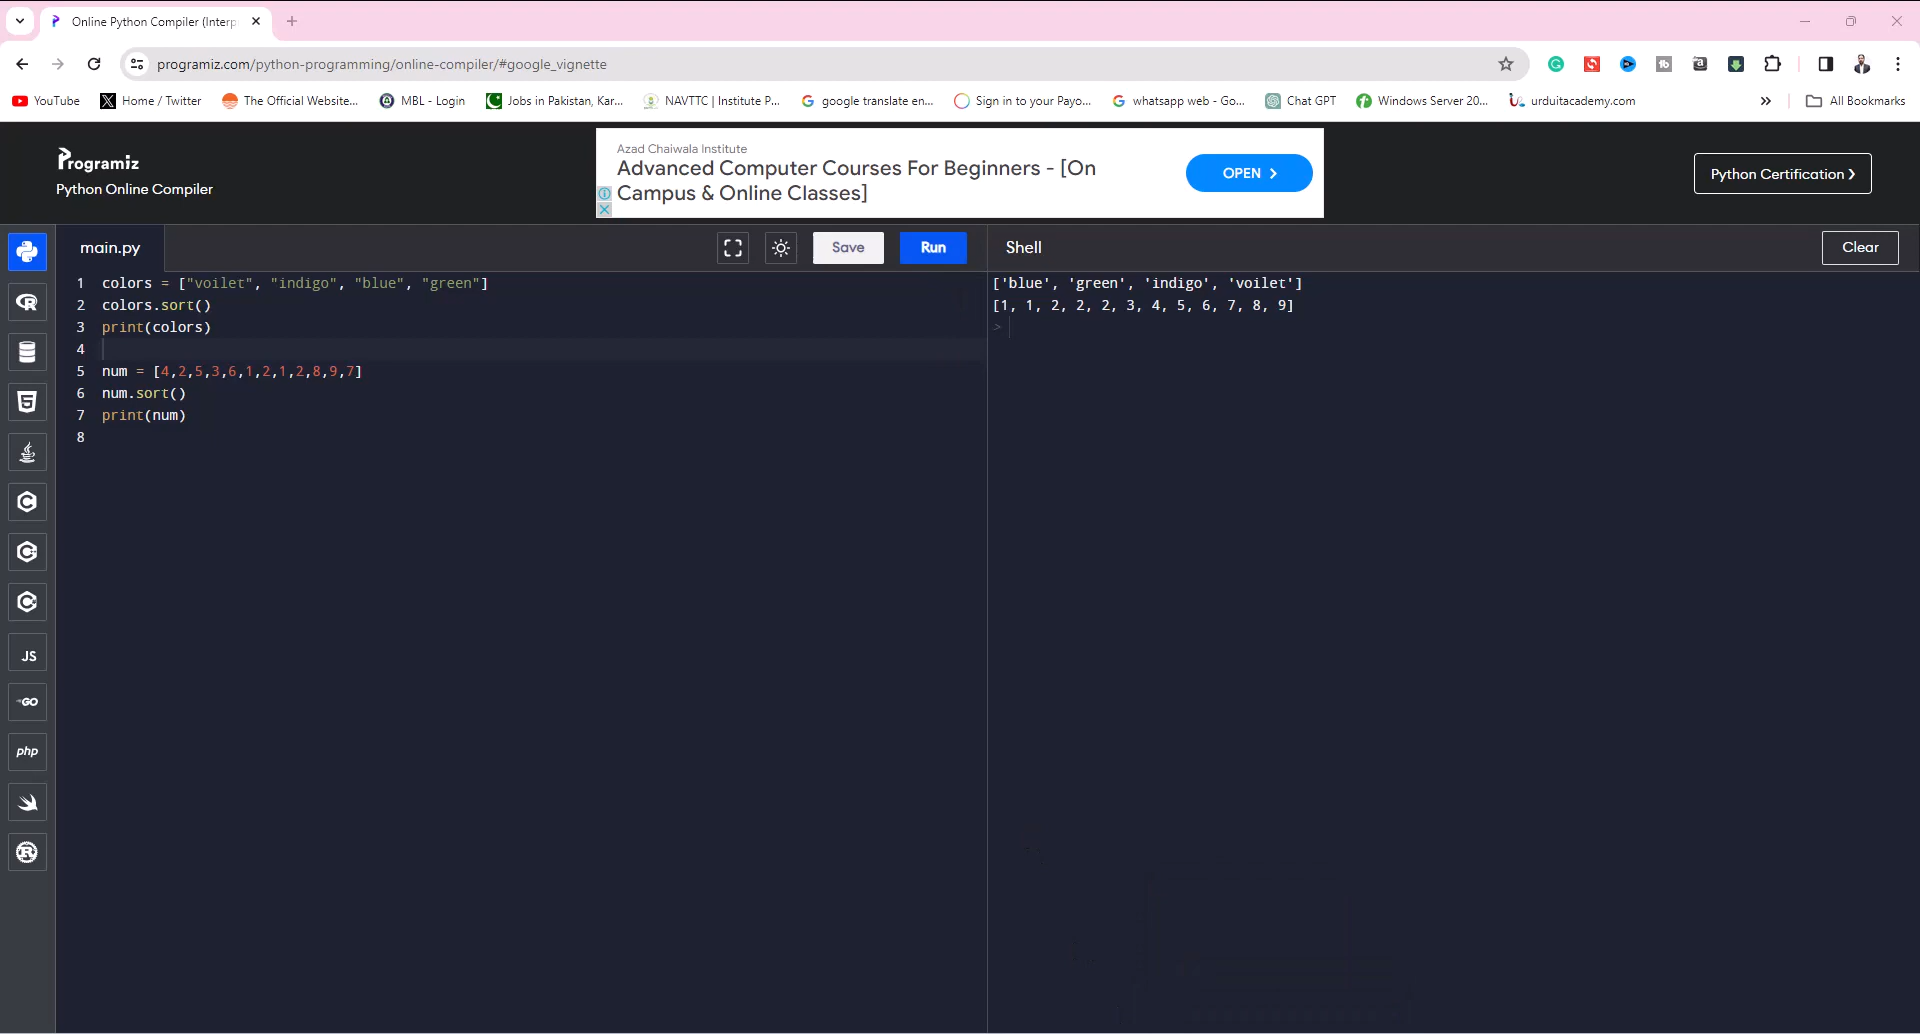 Online Python Compiler (Interp
programiz.com/python-programming/online-compiler/#google_vignette
YouTube
Home / Twitter
The Official Website...
MBL - Login
Jobs in Pakistan, Kar...
NAVTTC | Institute P...
google translate en...
Sign in to your Payo...
whatsapp web - Go...
Chat GPT
Windows Server 20...
urduitacademy.com
All Bookmarks
Programiz
Python Online Compiler
Azad Chaiwala Institute
Advanced Computer Courses For Beginners - [On
Campus & Online Classes]
OPEN
Python Certification
main.py
Save
Run
Shell
Clear
1 colors = ["voilet", "indigo", "blue", "green"]
2 colors.sort()
3 print(colors)
4
5 num = [4,2,5,3,6,1,2,1,2,8,9,7]
6 num.sort()
7 print(num)
8
['blue', 'green', 'indigo', 'voilet']
[1, 1, 2, 2, 2, 3, 4, 5, 6, 7, 8, 9]
>
R
5
C
C
C
JS
GO
php
R